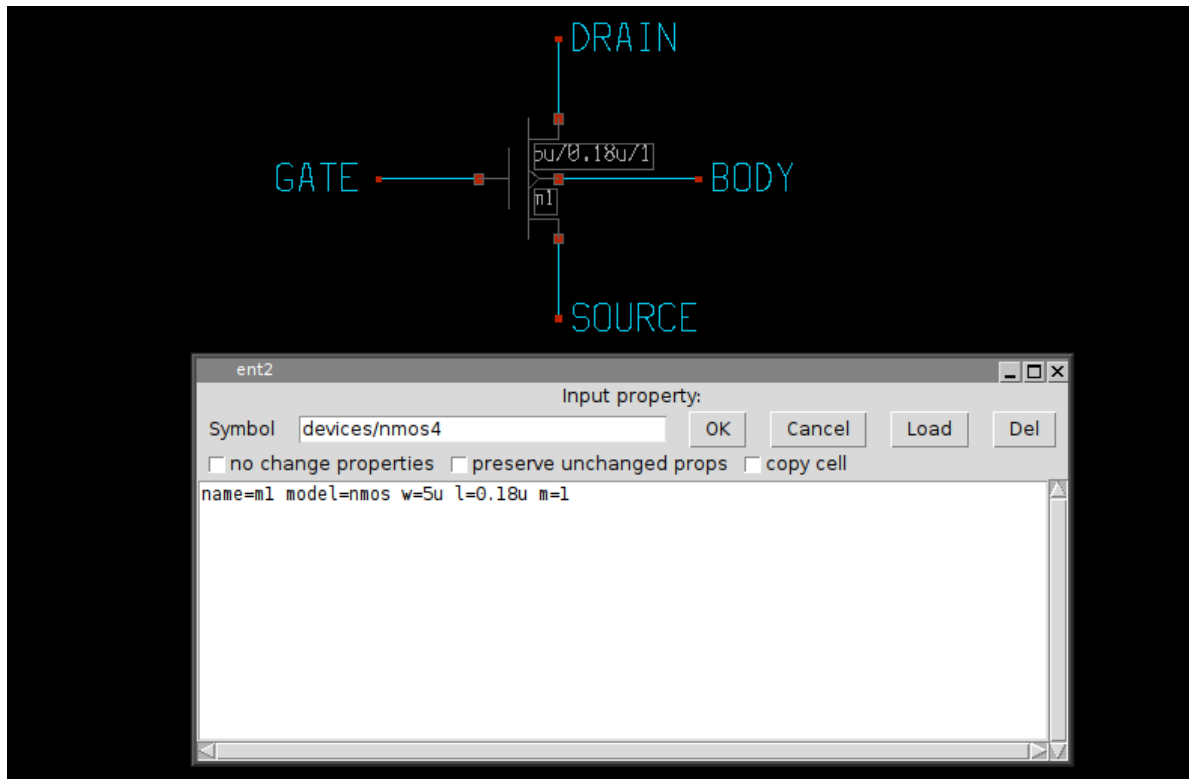 DRAIN
5u/0.18u/1
GATE
BODY
m1
SOURCE
ent2
Input property:
Symbol devices/nmos4 OK Cancel Load Del
no change properties preserve unchanged props copy cell
name=m1 model=nmos w=5u l=0.18u m=1